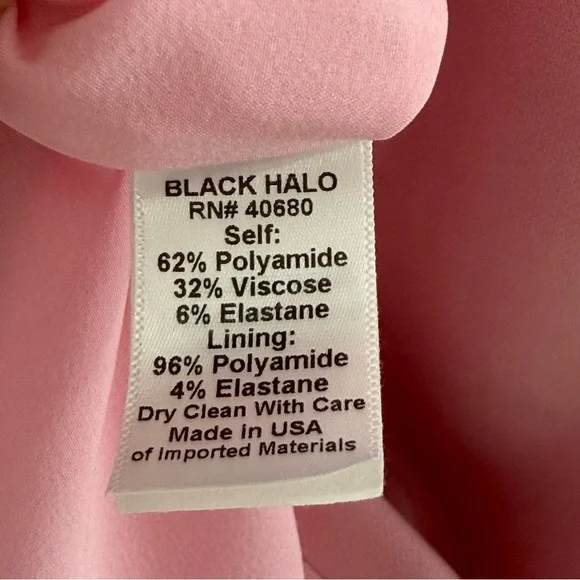 BLACK HALO
RN# 40680
Self:
62% Polyamide
32% Viscose
6% Elastane
Lining:
96% Polyamide
4% Elastane
Dry Clean With Care
Made in USA
of Imported Materials